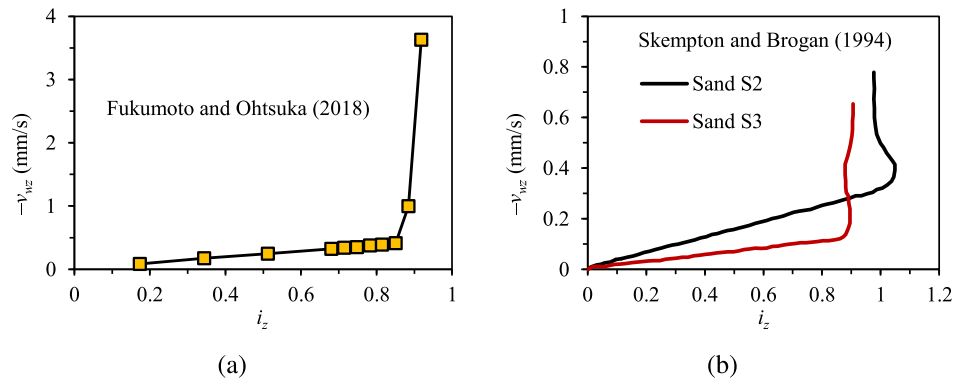 4
3
2
1
0
−v_wz (mm/s)
Fukumoto and Ohtsuka (2018)
0 0.2 0.4 0.6 0.8 1
i_z
(a)
1
0.8
0.6
0.4
0.2
0
−v_wz (mm/s)
Skempton and Brogan (1994)
Sand S2
Sand S3
0 0.2 0.4 0.6 0.8 1 1.2
i_z
(b)